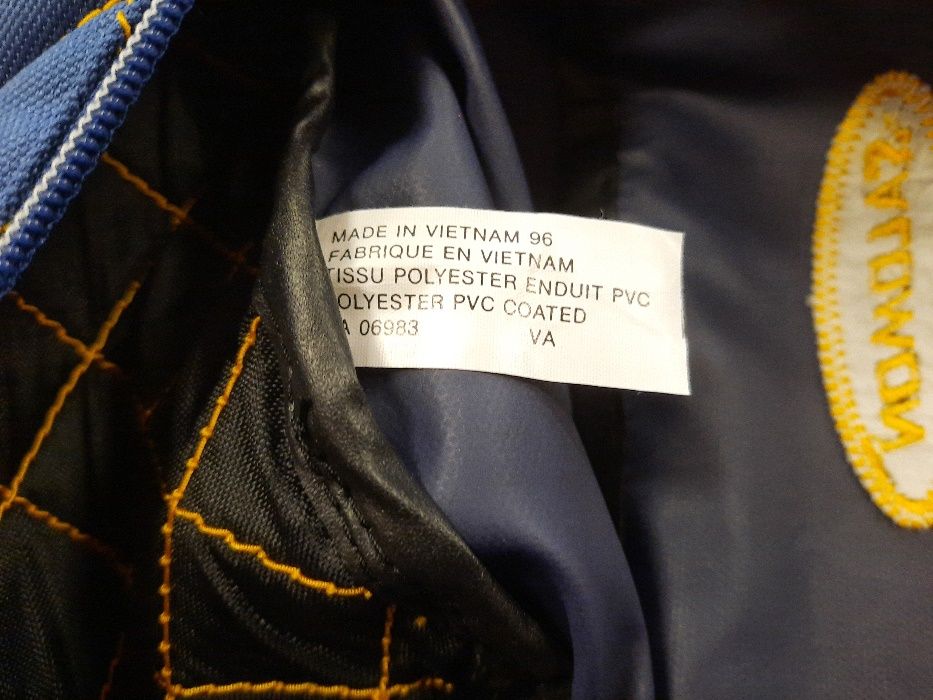 MADE IN VIETNAM 96
FABRIQUE EN VIETNAM
TISSU POLYESTER ENDUIT PVC
POLYESTER PVC COATED
A 06983 VA